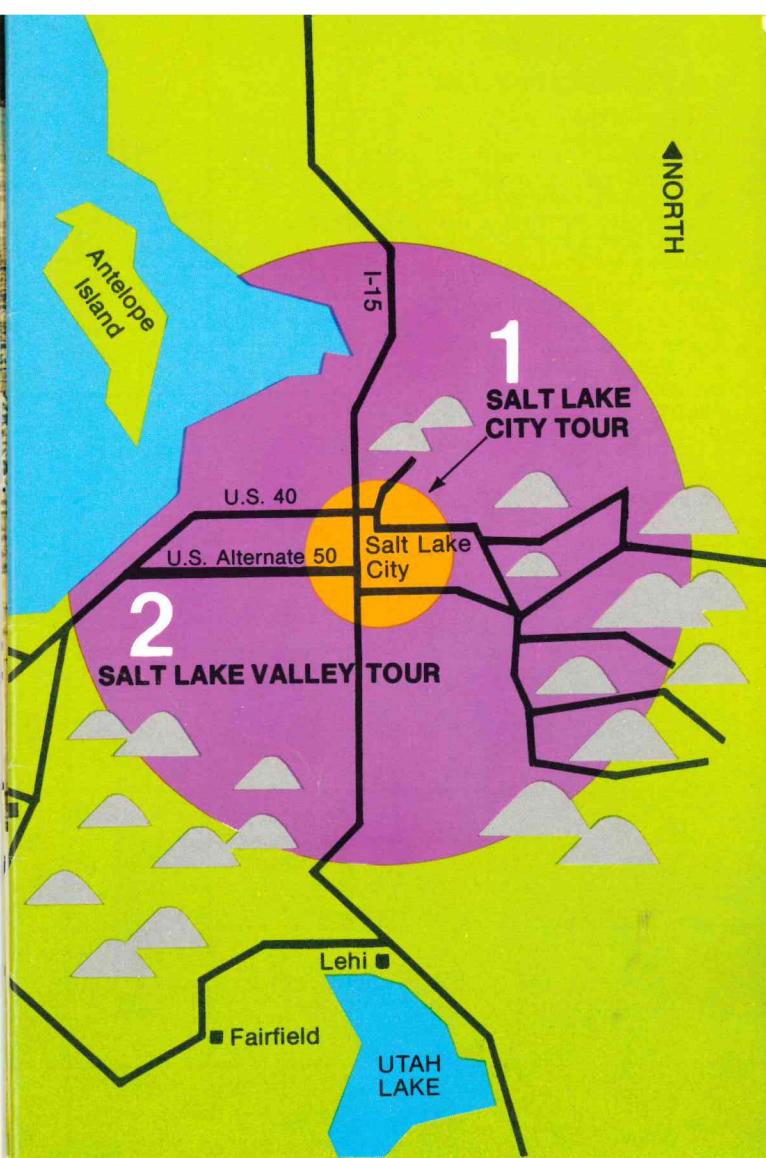 NORTH
Antelope
Island
I-15
1
SALT LAKE
CITY TOUR
U.S. 40
U.S. Alternate 50
Salt Lake
City
2
SALT LAKE VALLEY TOUR
Lehi
Fairfield
UTAH
LAKE